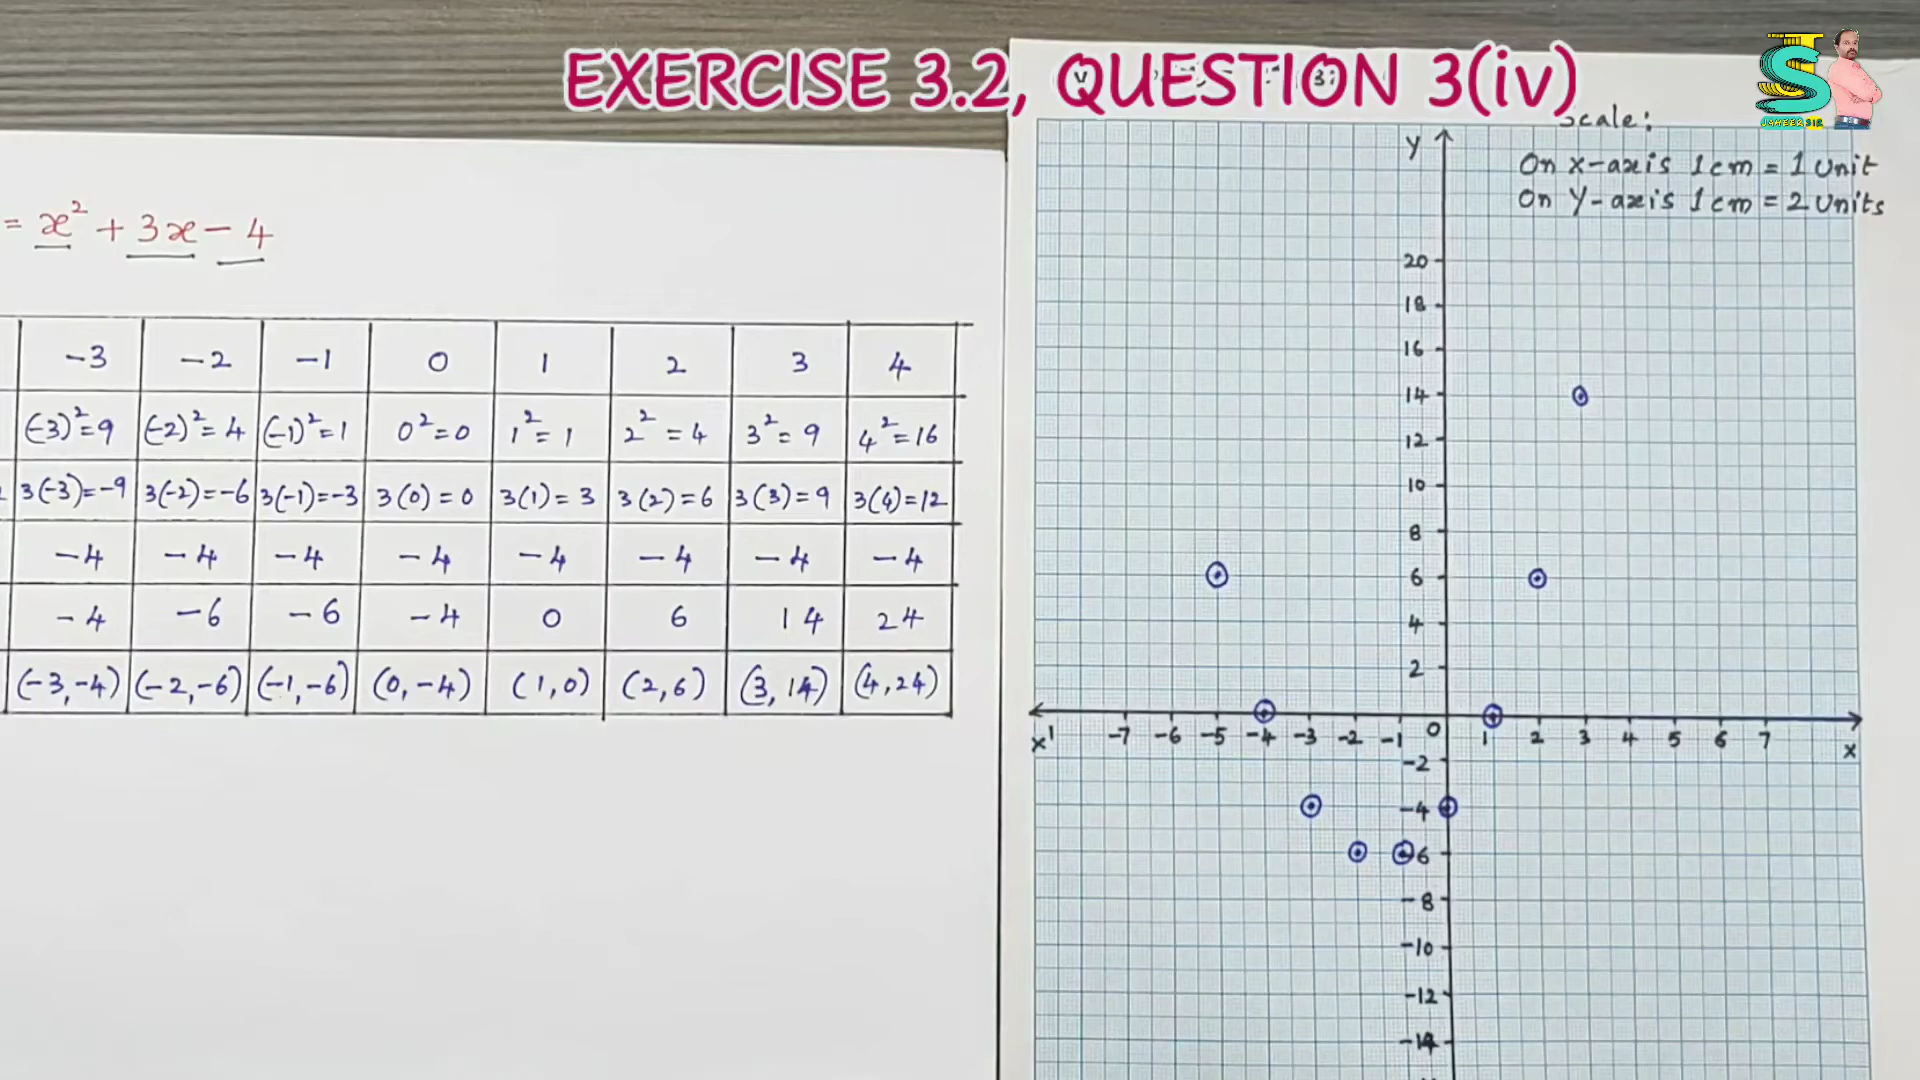 EXERCISE 3.2, QUESTION 3(iv)
JAHEER SIR
= x² + 3x - 4
-3 -2 -1 0 1 2 3 4
(-3)²=9 (-2)²=4 (-1)²=1 0²=0 1²=1 2²=4 3²=9 4²=16
3(-3)=-9 3(-2)=-6 3(-1)=-3 3(0)=0 3(1)=3 3(2)=6 3(3)=9 3(4)=12
-4 -4 -4 -4 -4 -4 -4 -4
-4 -6 -6 -4 0 6 14 24
(-3,-4) (-2,-6) (-1,-6) (0,-4) (1,0) (2,6) (3,14) (4,24)
Scale:
On x-axis 1cm = 1 Unit
On Y-axis 1cm = 2 Units
Y
20
18
16
14
12
10
8
6
4
2
x' -7 -6 -5 -4 -3 -2 -1 0 1 2 3 4 5 6 7 x
-2
-4
-6
-8
-10
-12
-14